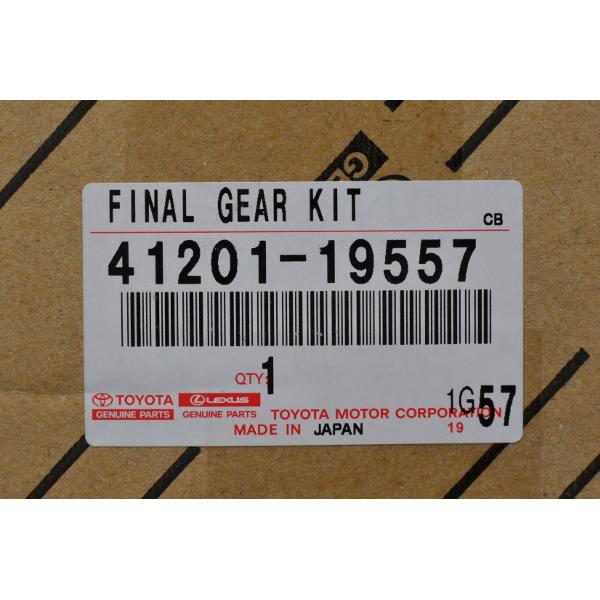 GE
FINAL GEAR KIT
CB
41201-19557
QTY: 1
TOYOTA LEXUS
GENUINE PARTS GENUINE PARTS TOYOTA MOTOR CORPORATION
1G57
MADE IN JAPAN 19